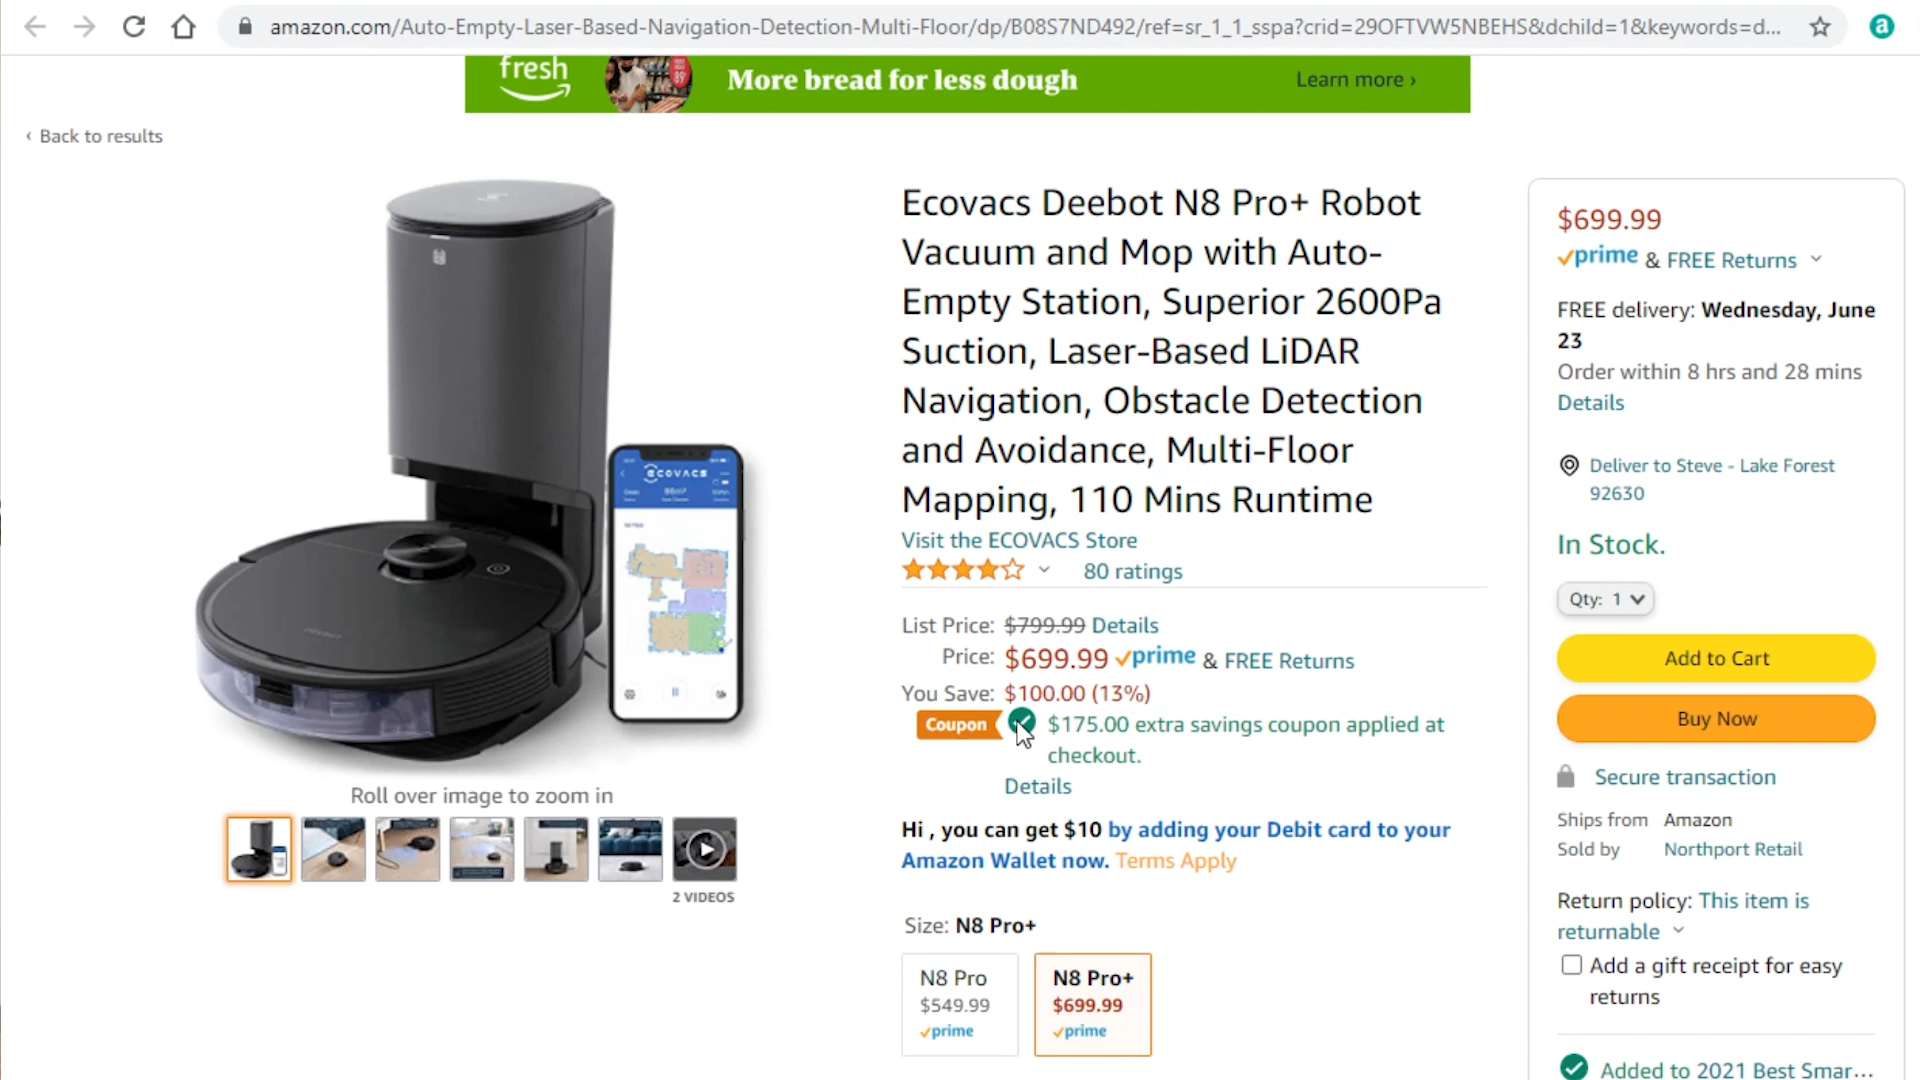 amazon.com/Auto-Empty-Laser-Based-Navigation-Detection-Multi-Floor/dp/B08S7ND492/ref=sr_1_1_sspa?crid=29OFTVW5NBEHS&dchild=1&keywords=d...
a
fresh
More bread for less dough
Learn more ›
‹ Back to results
Ecovacs Deebot N8 Pro+ Robot
Vacuum and Mop with Auto-
Empty Station, Superior 2600Pa
Suction, Laser-Based LiDAR
Navigation, Obstacle Detection
and Avoidance, Multi-Floor
Mapping, 110 Mins Runtime
Visit the ECOVACS Store
80 ratings
List Price: $799.99 Details
Price: $699.99 prime & FREE Returns
You Save: $100.00 (13%)
Coupon $175.00 extra savings coupon applied at
checkout.
Details
Hi , you can get $10 by adding your Debit card to your
Amazon Wallet now. Terms Apply
Size: N8 Pro+
N8 Pro
$549.99
prime
N8 Pro+
$699.99
prime
ECOVACS
Roll over image to zoom in
2 VIDEOS
$699.99
prime & FREE Returns
FREE delivery: Wednesday, June
23
Order within 8 hrs and 28 mins
Details
Deliver to Steve - Lake Forest
92630
In Stock.
Qty: 1
Add to Cart
Buy Now
Secure transaction
Ships from Amazon
Sold by Northport Retail
Return policy: This item is
returnable
Add a gift receipt for easy
returns
Added to 2021 Best Smar...